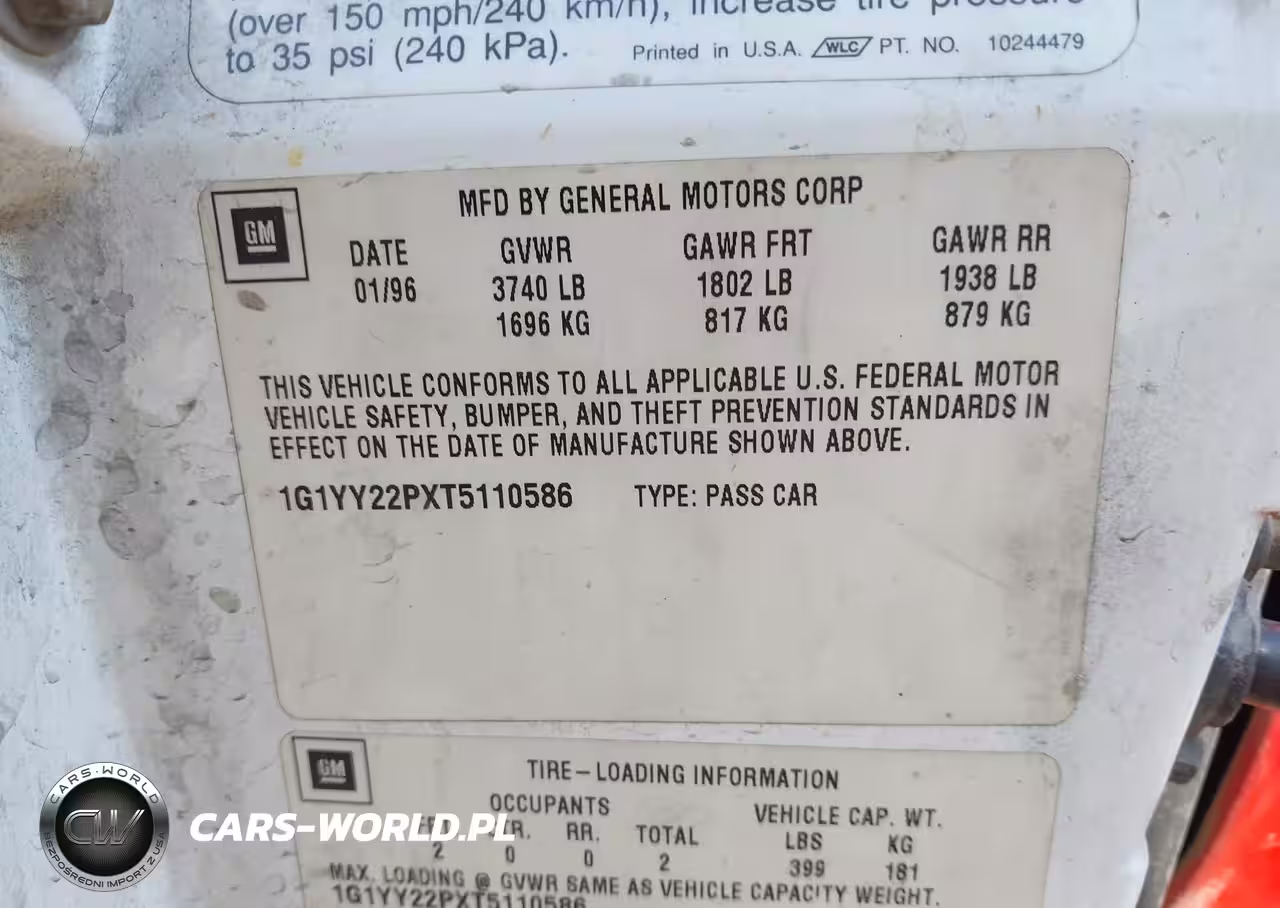 (over 150 mph/240 km/h), increase tire pressure
to 35 psi (240 kPa). Printed in U.S.A. WLC PT. NO. 10244479
GM
MFD BY GENERAL MOTORS CORP
DATE GVWR GAWR FRT GAWR RR
01/96 3740 LB 1802 LB 1938 LB
1696 KG 817 KG 879 KG
THIS VEHICLE CONFORMS TO ALL APPLICABLE U.S. FEDERAL MOTOR
VEHICLE SAFETY, BUMPER, AND THEFT PREVENTION STANDARDS IN
EFFECT ON THE DATE OF MANUFACTURE SHOWN ABOVE.
1G1YY22PXT5110586 TYPE: PASS CAR
GM
TIRE-LOADING INFORMATION
OCCUPANTS VEHICLE CAP. WT.
RR. TOTAL LBS KG
2 0 0 2 399 181
MAX. LOADING @ GVWR SAME AS VEHICLE CAPACITY WEIGHT.
1G1YY22PXT5110586
CARS-WORLD
CW
BEZPOŚREDNI IMPORT Z USA
CARS-WORLD.PL